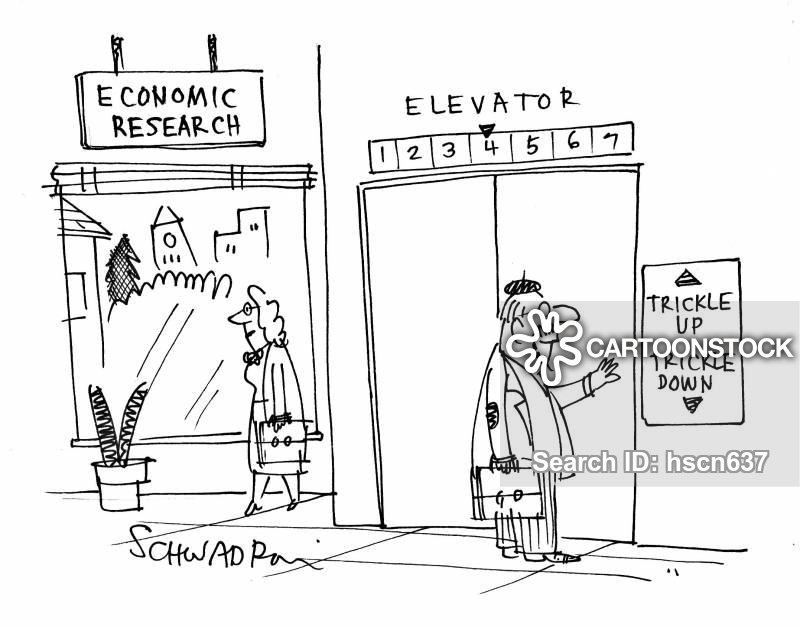 ECONOMIC
RESEARCH
ELEVATOR
1 2 3 4 5 6 7
TRICKLE
UP
TRICKLE
DOWN
CARTOONSTOCK
Search ID: hscn637
SCHWADRON